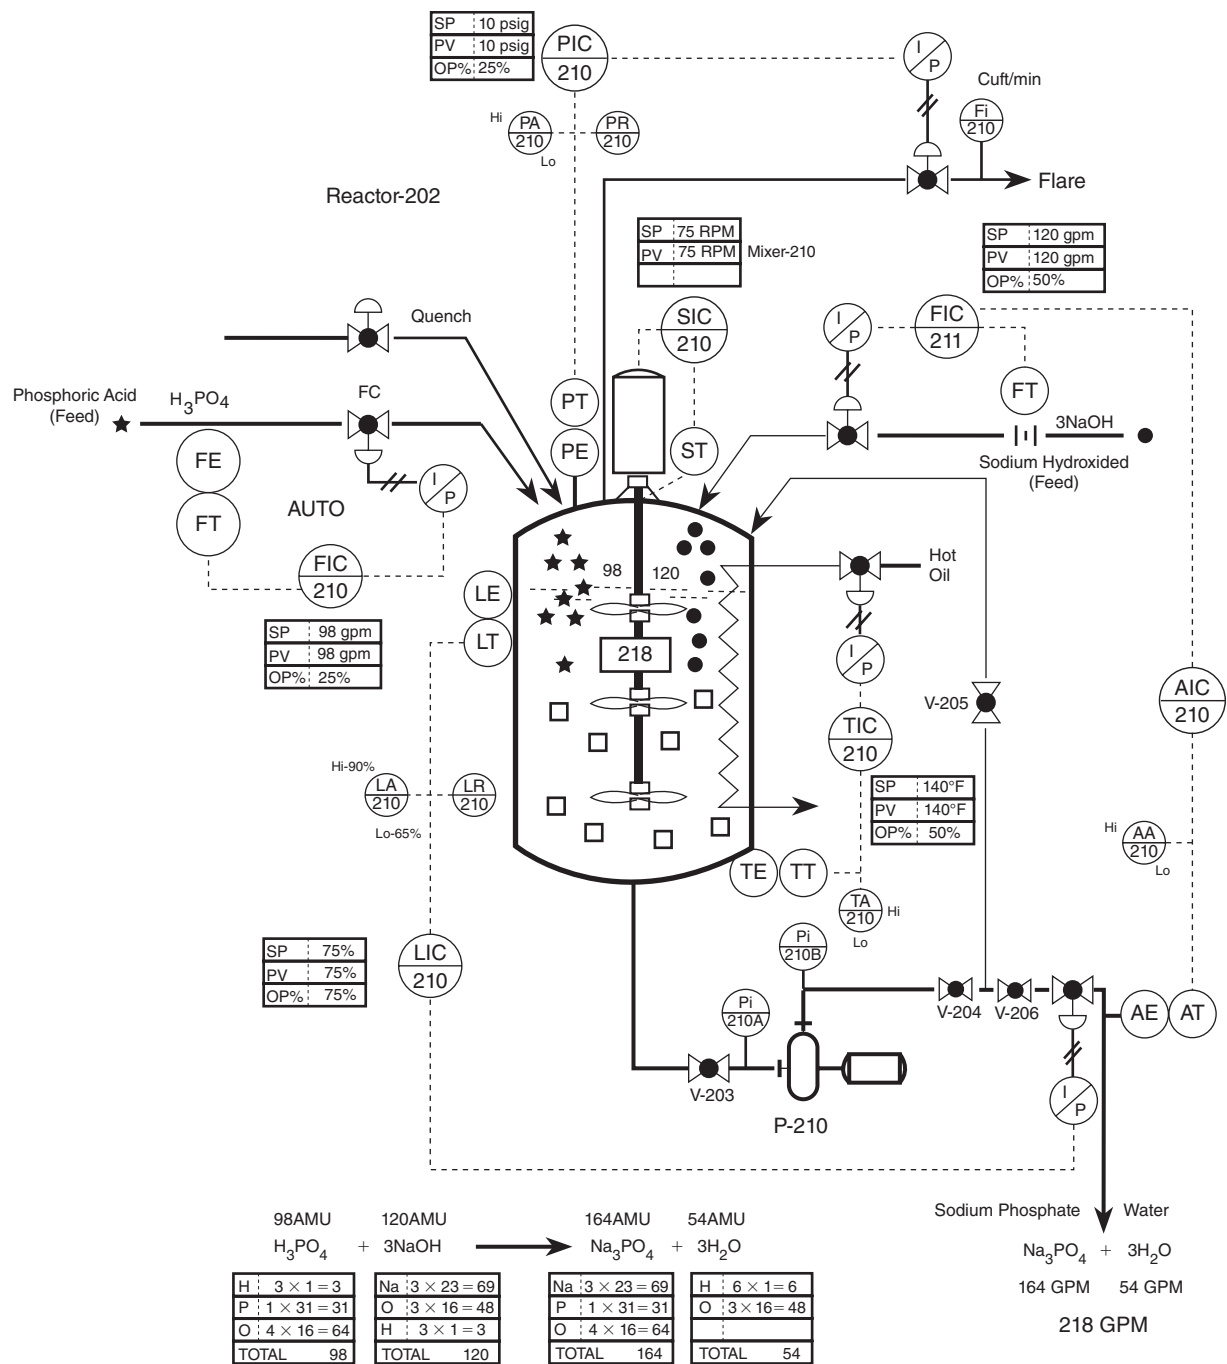 SP 10 psig
PV 10 psig
OP% 25%
PIC
210
I
P
Cuft/min
Fi
210
Hi
PA
210
Lo
PR
210
Flare
Reactor-202
SP 75 RPM
PV 75 RPM
Mixer-210
SP 120 gpm
PV 120 gpm
OP% 50%
Quench
SIC
210
I
P
FIC
211
Phosphoric Acid
(Feed)
H3PO4
FC
PT
FT
3NaOH
PE
ST
Sodium Hydroxided
(Feed)
FE
FT
I
P
AUTO
FIC
210
98
120
Hot
Oil
LE
LT
SP 98 gpm
PV 98 gpm
OP% 25%
218
I
P
V-205
AIC
210
TIC
210
Hi-90%
LA
210
LR
210
Lo-65%
SP 140°F
PV 140°F
OP% 50%
Hi
AA
210
Lo
TE
TT
TA
210
Hi
Lo
SP 75%
PV 75%
OP% 75%
LIC
210
Pi
210B
Pi
210A
V-204
V-206
AE
AT
V-203
P-210
I
P
Sodium Phosphate Water
Na3PO4 + 3H2O
164 GPM 54 GPM
218 GPM
98AMU 120AMU 164AMU 54AMU
H3PO4 + 3NaOH Na3PO4 + 3H2O
H 3 × 1 = 3
P 1 × 31 = 31
O 4 × 16 = 64
TOTAL 98
Na 3 × 23 = 69
O 3 × 16 = 48
H 3 × 1 = 3
TOTAL 120
Na 3 × 23 = 69
P 1 × 31 = 31
O 4 × 16 = 64
TOTAL 164
H 6 × 1 = 6
O 3 × 16 = 48
TOTAL 54